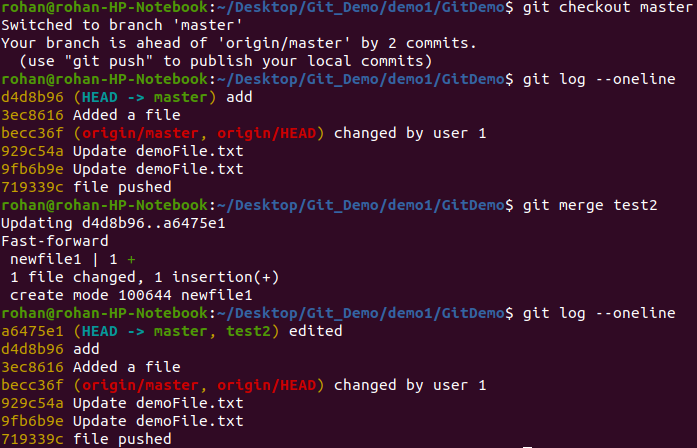 rohan@rohan-HP-Notebook:~/Desktop/Git_Demo/demo1/GitDemo$ git checkout master
Switched to branch 'master'
Your branch is ahead of 'origin/master' by 2 commits.
  (use "git push" to publish your local commits)
rohan@rohan-HP-Notebook:~/Desktop/Git_Demo/demo1/GitDemo$ git log --oneline
d4d8b96 (HEAD -> master) add
3ec8616 Added a file
becc36f (origin/master, origin/HEAD) changed by user 1
929c54a Update demoFile.txt
9fb6b9e Update demoFile.txt
719339c file pushed
rohan@rohan-HP-Notebook:~/Desktop/Git_Demo/demo1/GitDemo$ git merge test2
Updating d4d8b96..a6475e1
Fast-forward
 newfile1 | 1 +
 1 file changed, 1 insertion(+)
 create mode 100644 newfile1
rohan@rohan-HP-Notebook:~/Desktop/Git_Demo/demo1/GitDemo$ git log --oneline
a6475e1 (HEAD -> master, test2) edited
d4d8b96 add
3ec8616 Added a file
becc36f (origin/master, origin/HEAD) changed by user 1
929c54a Update demoFile.txt
9fb6b9e Update demoFile.txt
719339c file pushed